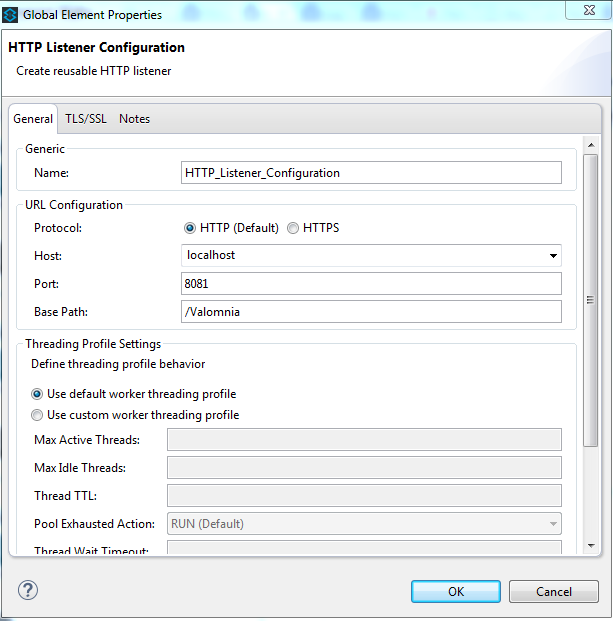 Global Element Properties
HTTP Listener Configuration
Create reusable HTTP listener
General TLS/SSL Notes
Generic
Name: HTTP_Listener_Configuration
URL Configuration
Protocol: HTTP (Default) HTTPS
Host: localhost
Port: 8081
Base Path: /Valomnia
Threading Profile Settings
Define threading profile behavior
Use default worker threading profile
Use custom worker threading profile
Max Active Threads:
Max Idle Threads:
Thread TTL:
Pool Exhausted Action: RUN (Default)
Thread Wait Timeout:
? OK Cancel